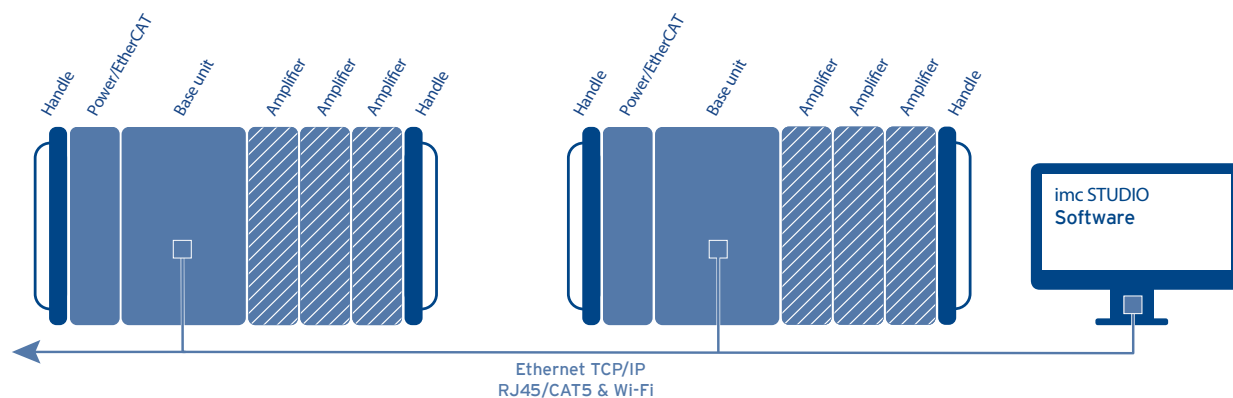 Handle
Power/EtherCAT
Base unit
Amplifier
Amplifier
Amplifier
Handle
Handle
Power/EtherCAT
Base unit
Amplifier
Amplifier
Amplifier
Handle
imc STUDIO
Software
Ethernet TCP/IP
RJ45/CAT5 & Wi-Fi